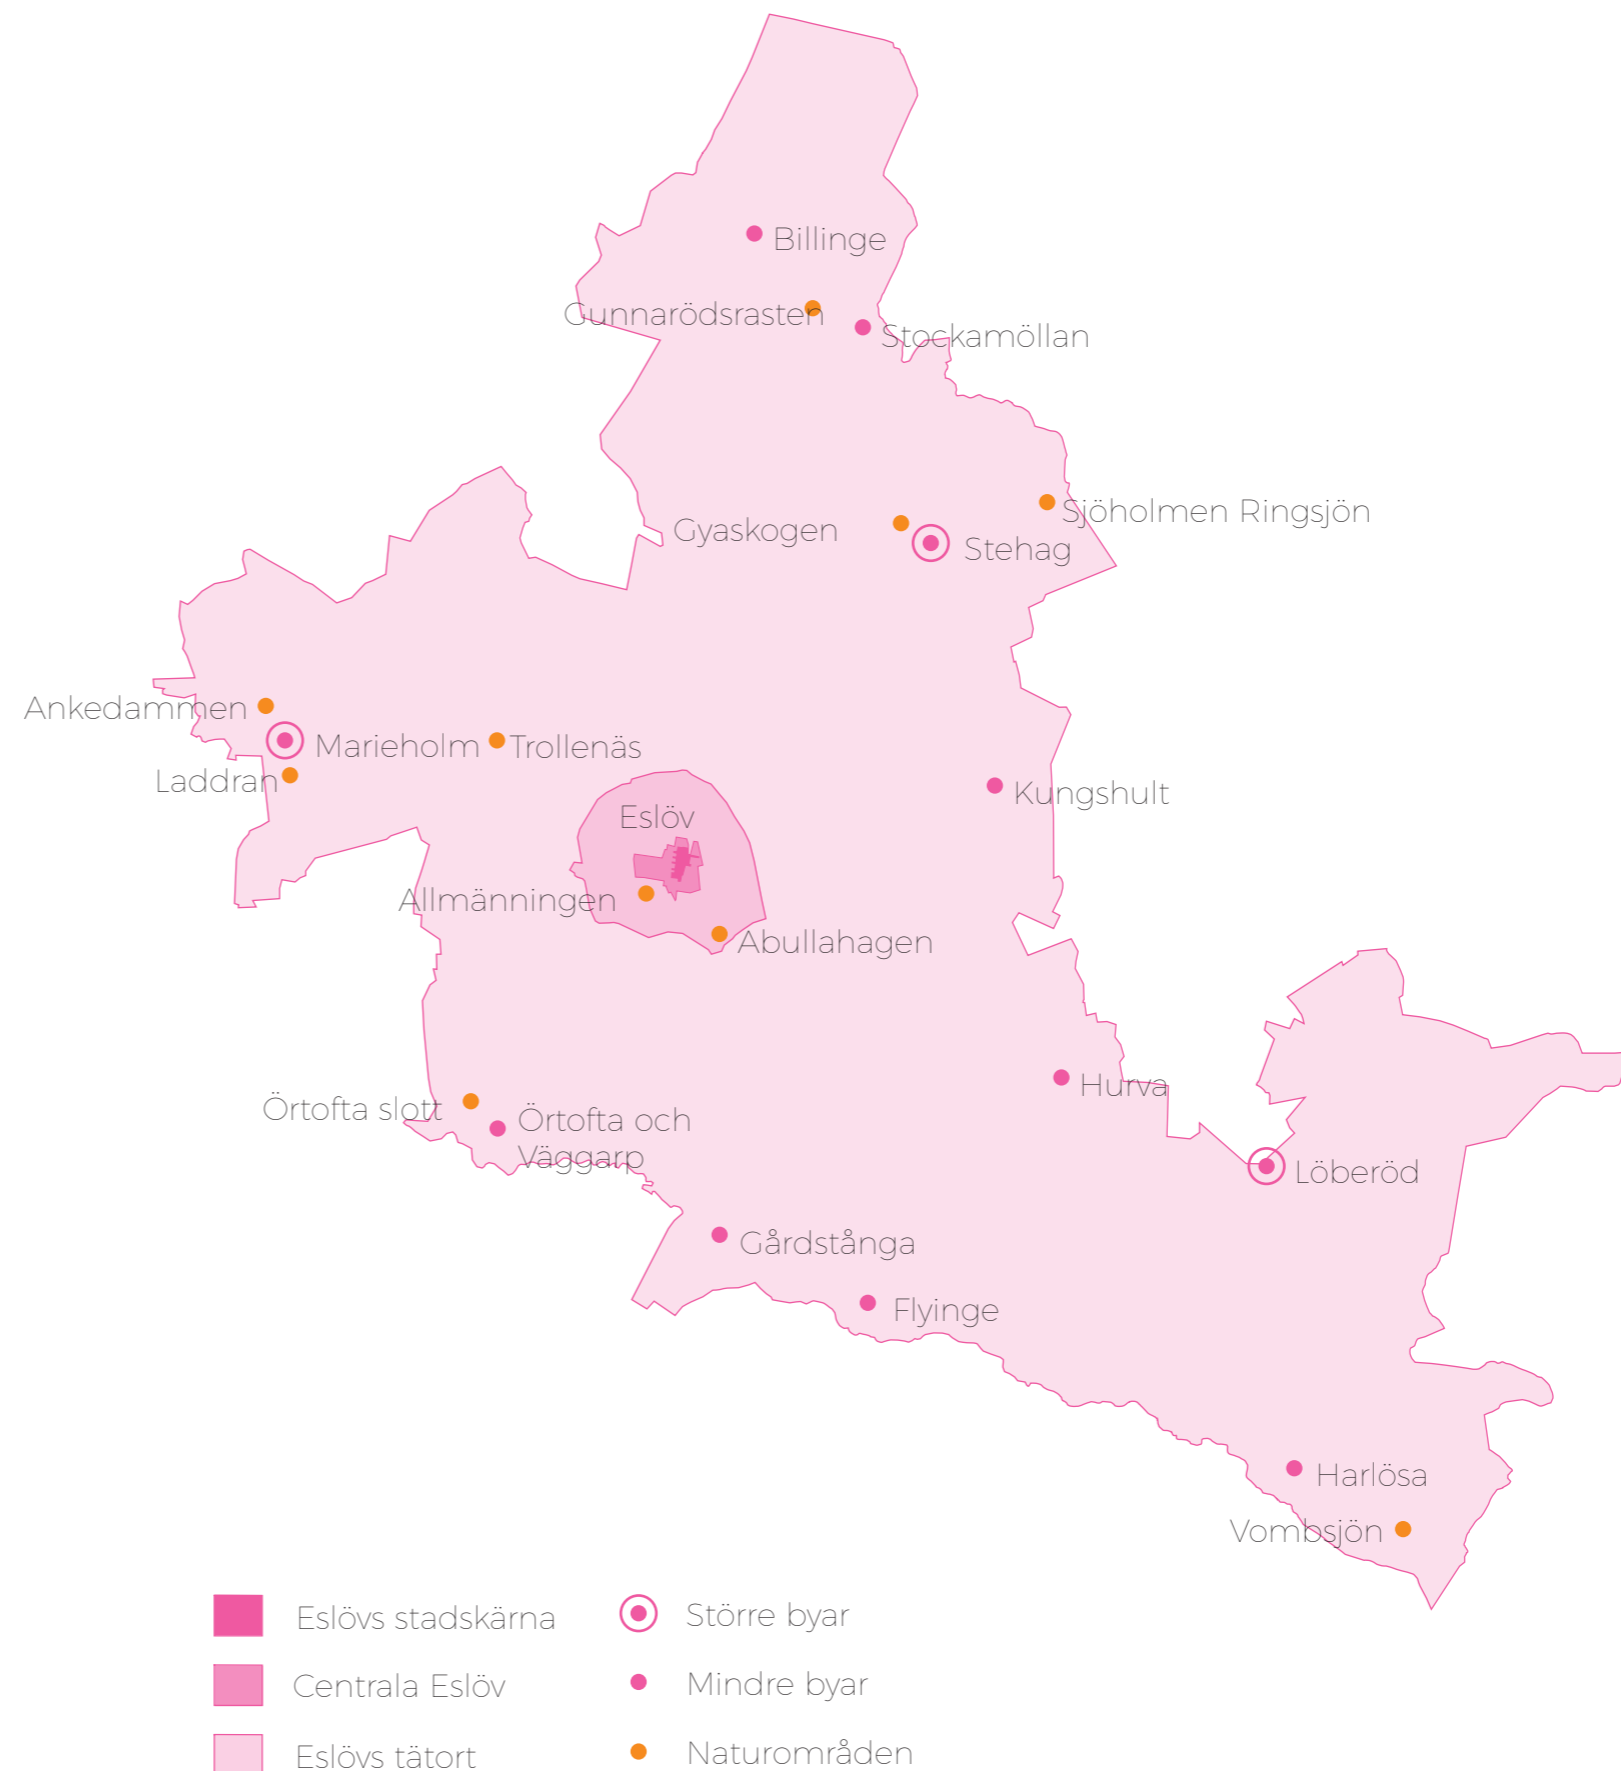 Billinge
Gunnarödsrasten
Stockamöllan
Sjöholmen Ringsjön
Gyaskogen
Stehag
Ankedammen
Marieholm
Trollenäs
Laddran
Kungshult
Eslöv
Allmänningen
Abullahagen
Hurva
Örtofta slott
Örtofta och
Väggarp
Löberöd
Gårdstånga
Flyinge
Harlösa
Vombsjön
Eslövs stadskärna
Större byar
Centrala Eslöv
Mindre byar
Eslövs tätort
Naturområden